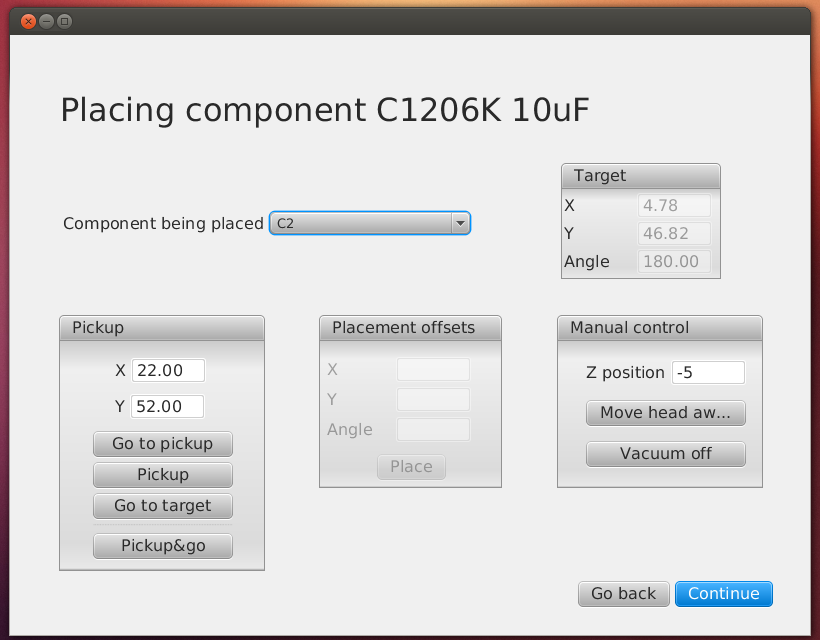 Placing component C1206K 10uF
Target
X 4.78
Component being placed C2
Y 46.82
Angle 180.00
Pickup
X 22.00
Y 52.00
Go to pickup
Pickup
Go to target
Pickup&go
Placement offsets
X
Y
Angle
Place
Manual control
Z position -5
Move head aw...
Vacuum off
Go back Continue